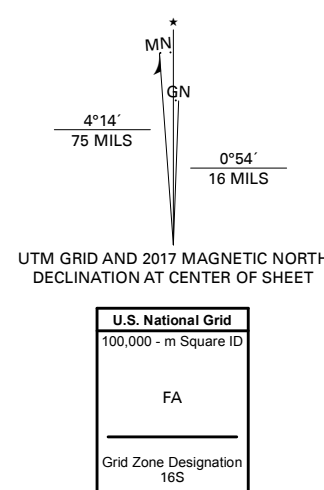 ★
MN
GN
4°14´
75 MILS
0°54´
16 MILS
UTM GRID AND 2017 MAGNETIC NORTH
DECLINATION AT CENTER OF SHEET
U.S. National Grid
100,000 - m Square ID
FA
Grid Zone Designation
16S